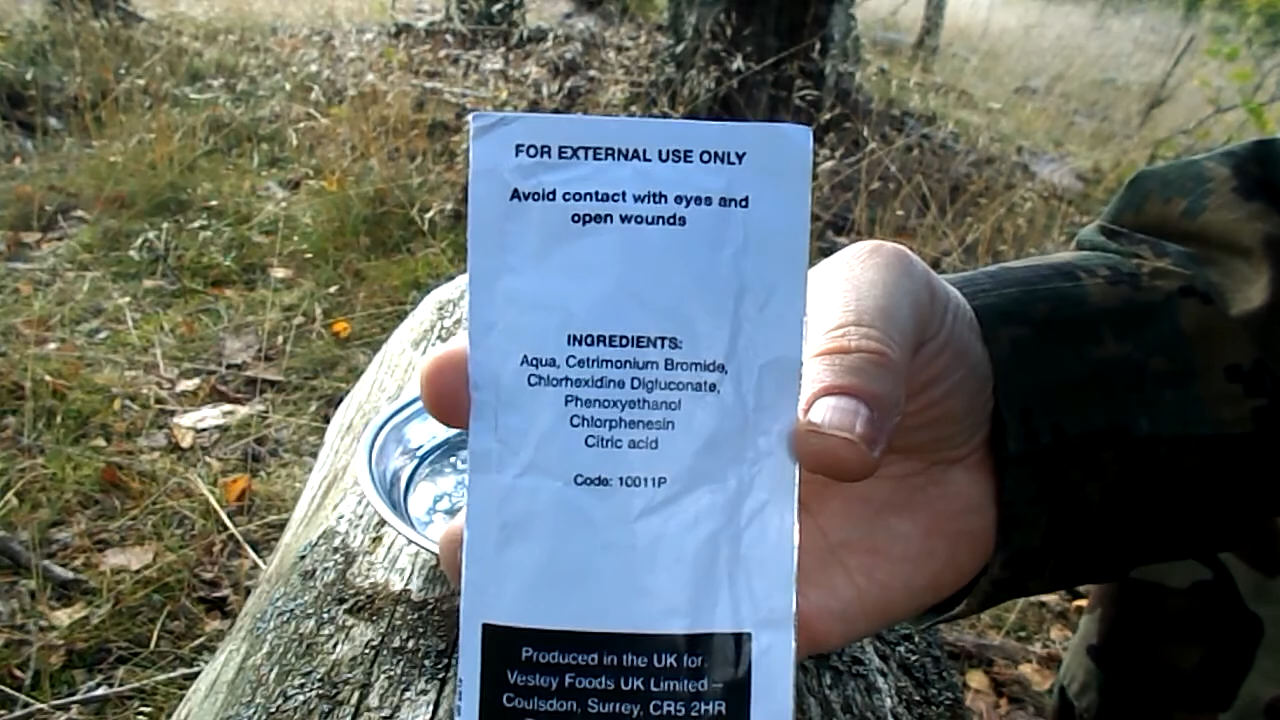 FOR EXTERNAL USE ONLY
Avoid contact with eyes and
open wounds
INGREDIENTS:
Aqua, Cetrimonium Bromide,
Chlorhexidine Digluconate,
Phenoxyethanol
Chlorphenesin
Citric acid
Code: 10011P
Produced in the UK for:
Vestey Foods UK Limited –
Coulsdon, Surrey, CR5 2HR